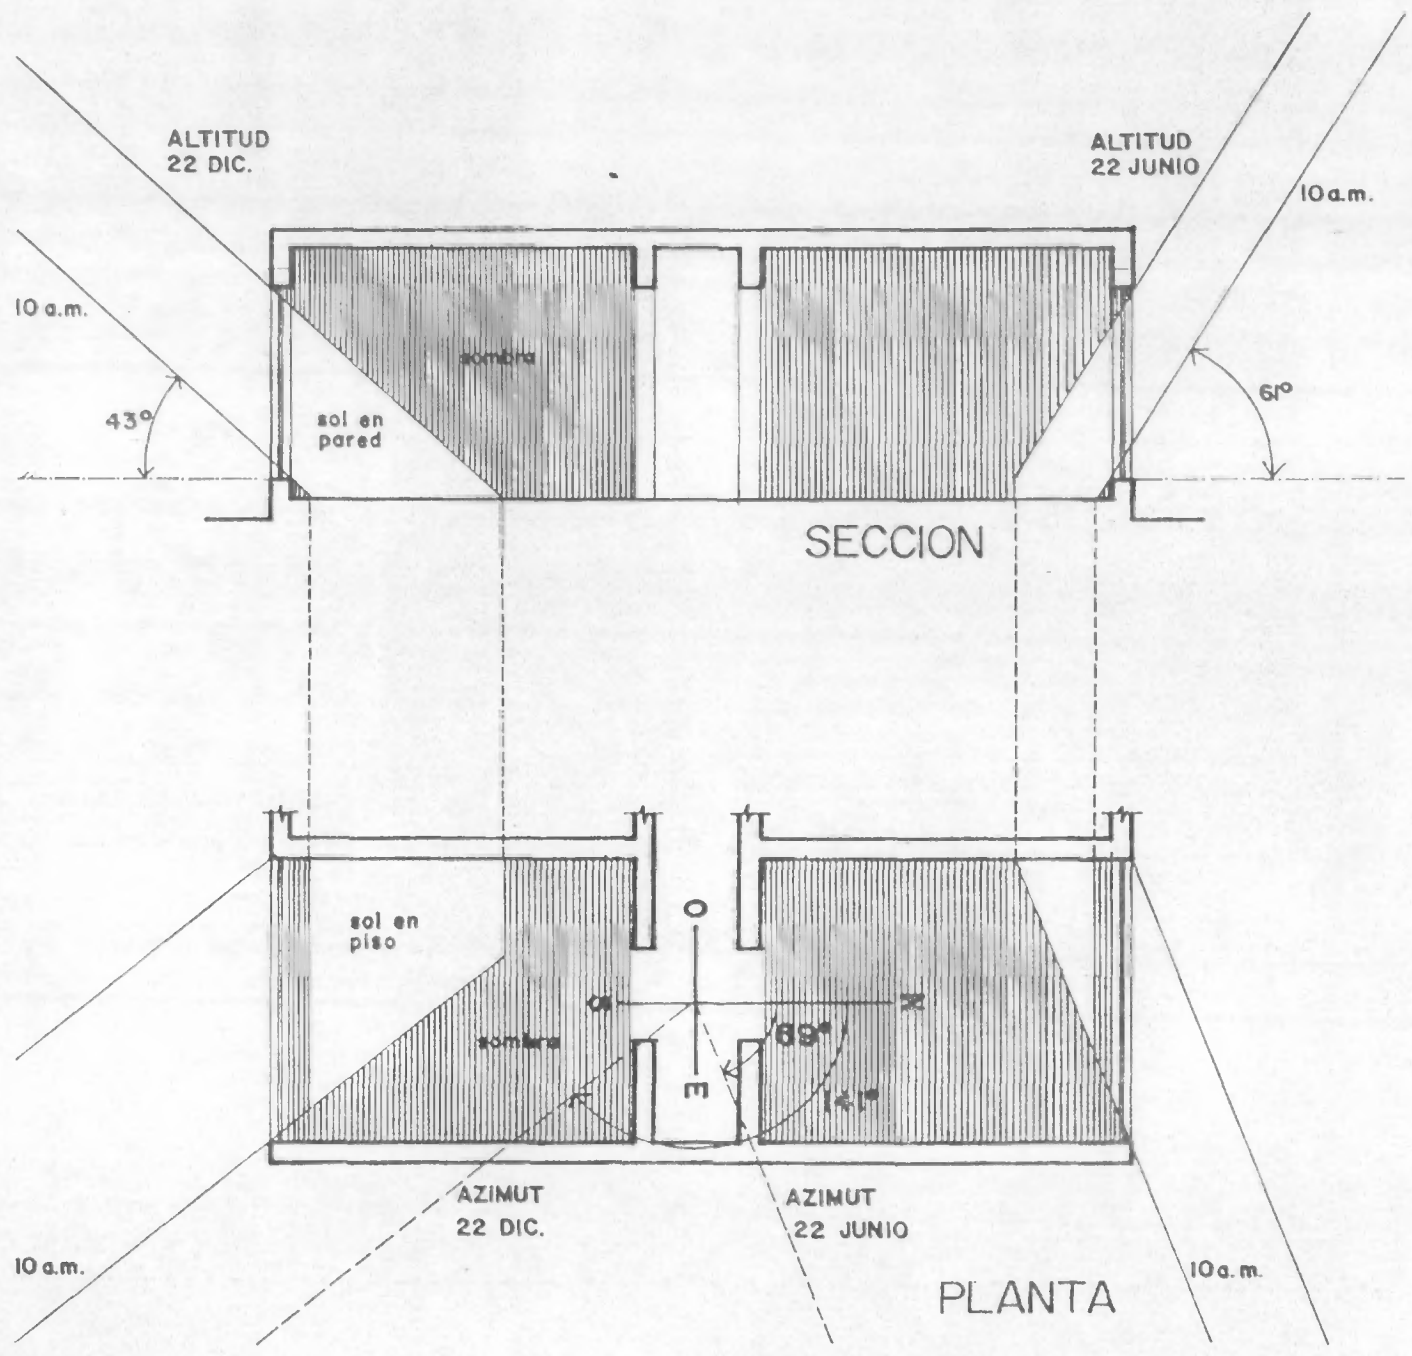 ALTITUD
22 DIC.
ALTITUD
22 JUNIO
10 a.m.
10 a.m.
sombra
43°
sol en
pared
61°
SECCION
O
sol en
piso
S
N
sombra
69°
E
141°
AZIMUT
22 DIC.
AZIMUT
22 JUNIO
10 a.m.
10 a.m.
PLANTA